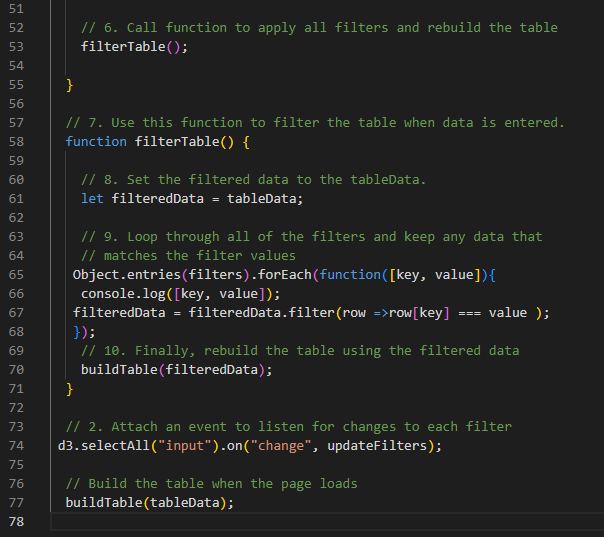 51
52 // 6. Call function to apply all filters and rebuild the table
53 filterTable();
54
55 }
56
57 // 7. Use this function to filter the table when data is entered.
58 function filterTable() {
59
60 // 8. Set the filtered data to the tableData.
61 let filteredData = tableData;
62
63 // 9. Loop through all of the filters and keep any data that
64 // matches the filter values
65 Object.entries(filters).forEach(function([key, value]){
66 console.log([key, value]);
67 filteredData = filteredData.filter(row =>row[key] === value );
68 });
69 // 10. Finally, rebuild the table using the filtered data
70 buildTable(filteredData);
71 }
72
73 // 2. Attach an event to listen for changes to each filter
74 d3.selectAll("input").on("change", updateFilters);
75
76 // Build the table when the page loads
77 buildTable(tableData);
78